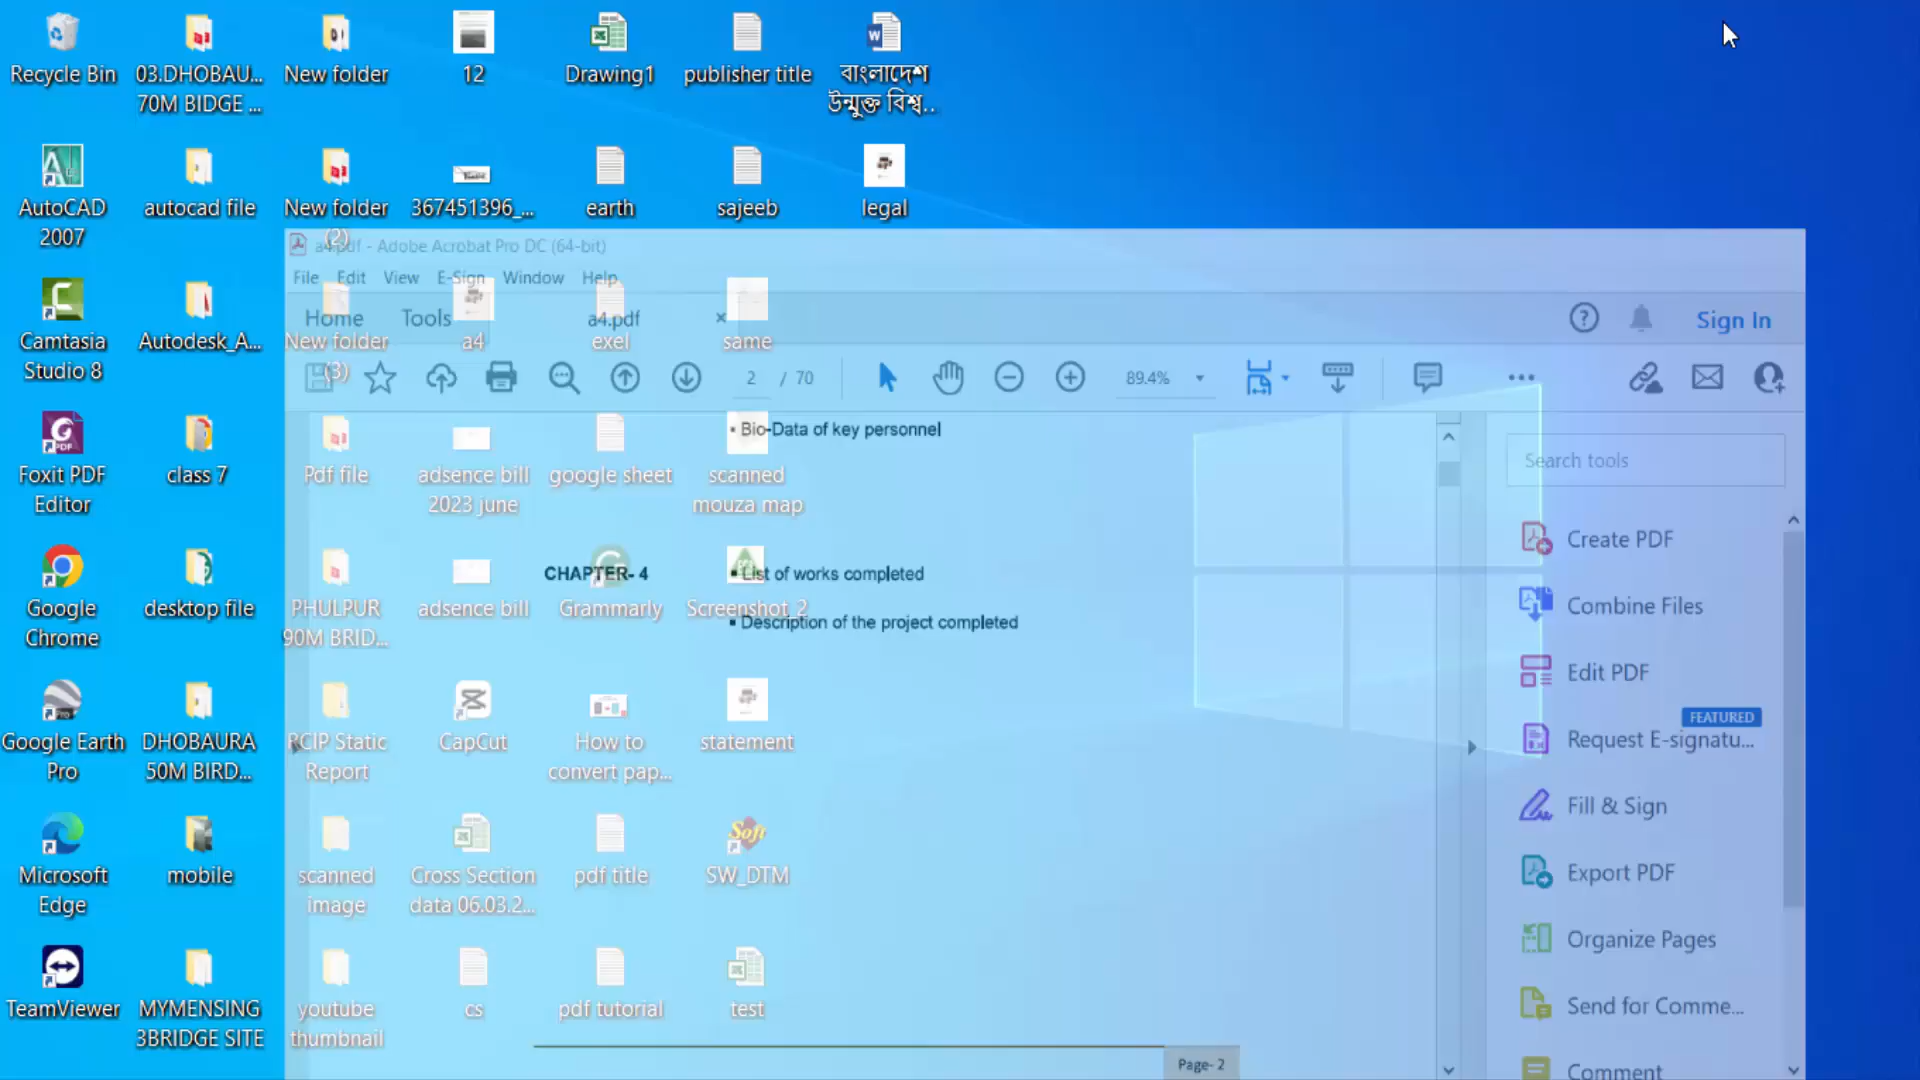 Recycle Bin
03.DHOBAU...
70M BIDGE ...
New folder
12
Drawing1
publisher title
বাংলাদেশ
উন্মুক্ত বিশ্ব...
AutoCAD
2007
autocad file
New folder
(2)
367451396_...
earth
sajeeb
legal
a4.pdf - Adobe Acrobat Pro DC (64-bit)
File Edit View E-Sign Window Help
Camtasia
Studio 8
Autodesk_A...
New folder
(3)
a4
exel
same
Home Tools a4.pdf × Sign In
2 / 70 89.4%
Foxit PDF
Editor
class 7
Pdf file
adsence bill
2023 june
google sheet
scanned
mouza map
▪ Bio-Data of key personnel
Search tools
Google
Chrome
desktop file
PHULPUR
90M BRID...
adsence bill
Grammarly
Screenshot_2
CHAPTER- 4 ▪ List of works completed
▪ Description of the project completed
Create PDF
Combine Files
Edit PDF
FEATURED
Request E-signatu...
Google Earth
Pro
DHOBAURA
50M BIRD...
RCIP Static
Report
CapCut
How to
convert pap...
statement
Fill & Sign
Microsoft
Edge
mobile
scanned
image
Cross Section
data 06.03.2...
pdf title
SW_DTM
Export PDF
Organize Pages
TeamViewer
MYMENSING
3BRIDGE SITE
youtube
thumbnail
cs
pdf tutorial
test
Send for Comme...
Page- 2
Comment